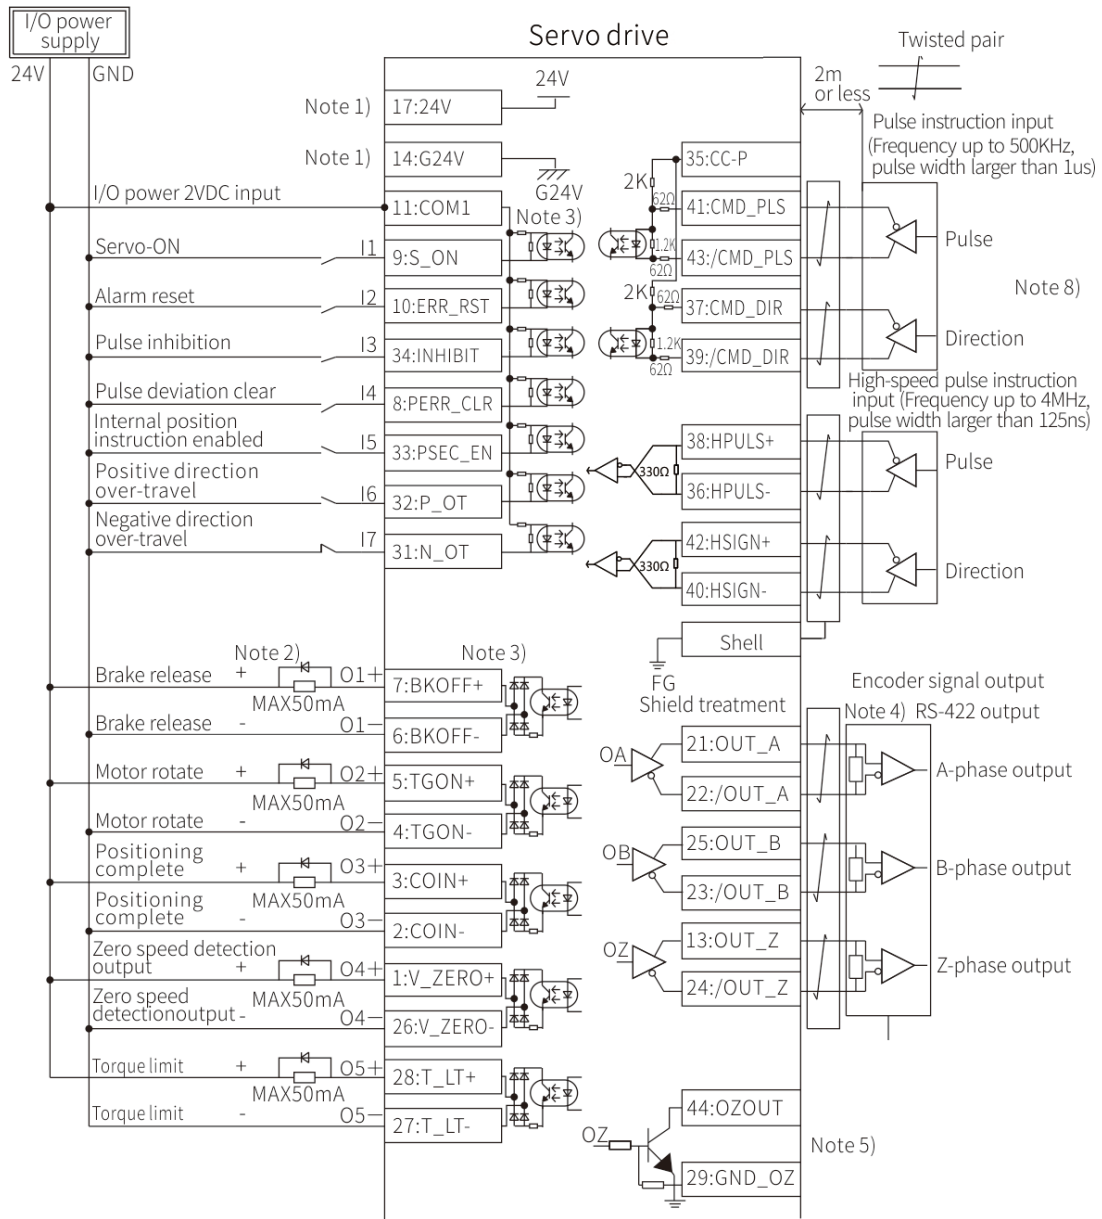 I/O power
supply
24V
GND
Servo drive
24V
Note 1)
17:24V
Note 1)
14:G24V
G24V
I/O power 2VDC input
11:COM1
Note 3)
Servo-ON
I1
9:S_ON
Alarm reset
I2
10:ERR_RST
Pulse inhibition
I3
34:INHIBIT
Pulse deviation clear
I4
8:PERR_CLR
Internal position
instruction enabled
I5
33:PSEC_EN
Positive direction
over-travel
I6
32:P_OT
Negative direction
over-travel
I7
31:N_OT
Note 2)
Note 3)
Brake release +
O1+
7:BKOFF+
MAX50mA
Brake release -
O1-
6:BKOFF-
Motor rotate +
O2+
5:TGON+
MAX50mA
Motor rotate -
O2-
4:TGON-
Positioning
complete +
O3+
3:COIN+
MAX50mA
Positioning
complete -
O3-
2:COIN-
Zero speed detection
output +
O4+
1:V_ZERO+
MAX50mA
Zero speed
detectionoutput -
O4-
26:V_ZERO-
Torque limit +
O5+
28:T_LT+
MAX50mA
Torque limit -
O5-
27:T_LT-
Twisted pair
2m
or less
Pulse instruction input
(Frequency up to 500KHz,
pulse width larger than 1us)
35:CC-P
2K
62Ω
41:CMD_PLS
1.2K
43:/CMD_PLS
62Ω
Pulse
Note 8)
2K
62Ω
37:CMD_DIR
1.2K
39:/CMD_DIR
62Ω
Direction
High-speed pulse instruction
input (Frequency up to 4MHz,
pulse width larger than 125ns)
38:HPULS+
330Ω
36:HPULS-
Pulse
42:HSIGN+
330Ω
40:HSIGN-
Direction
Shell
FG
Shield treatment
Encoder signal output
Note 4) RS-422 output
OA
21:OUT_A
22:/OUT_A
A-phase output
OB
25:OUT_B
23:/OUT_B
B-phase output
OZ
13:OUT_Z
24:/OUT_Z
Z-phase output
44:OZOUT
OZ
Note 5)
29:GND_OZ